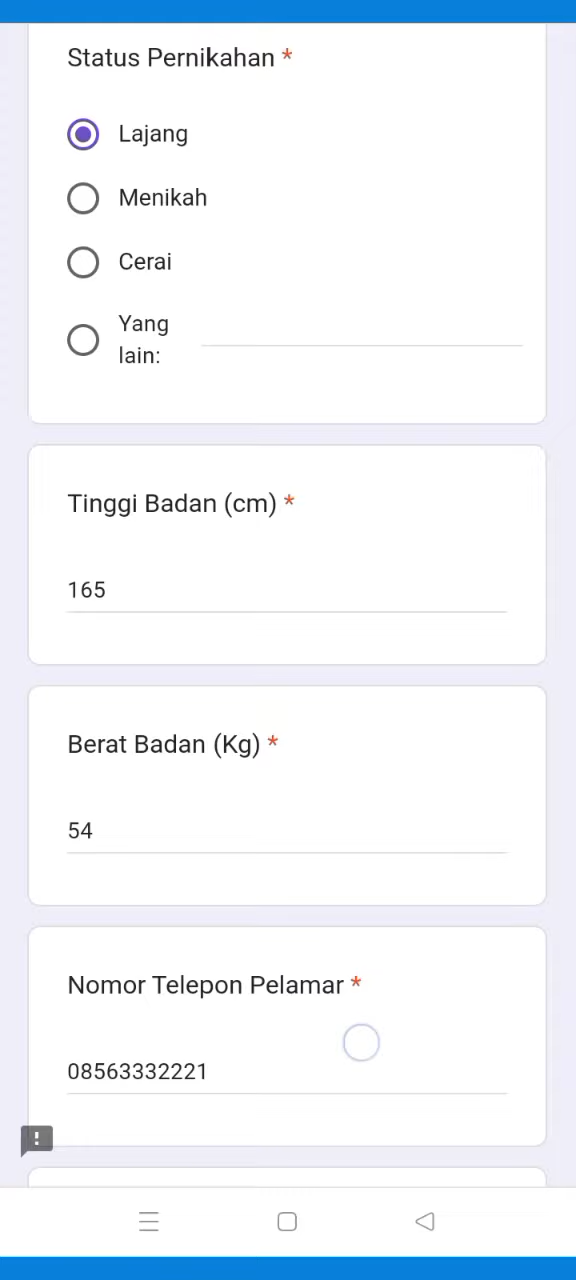 Status Pernikahan *
Lajang
Menikah
Cerai
Yang
lain:
Tinggi Badan (cm) *
165
Berat Badan (Kg) *
54
Nomor Telepon Pelamar *
08563332221
!